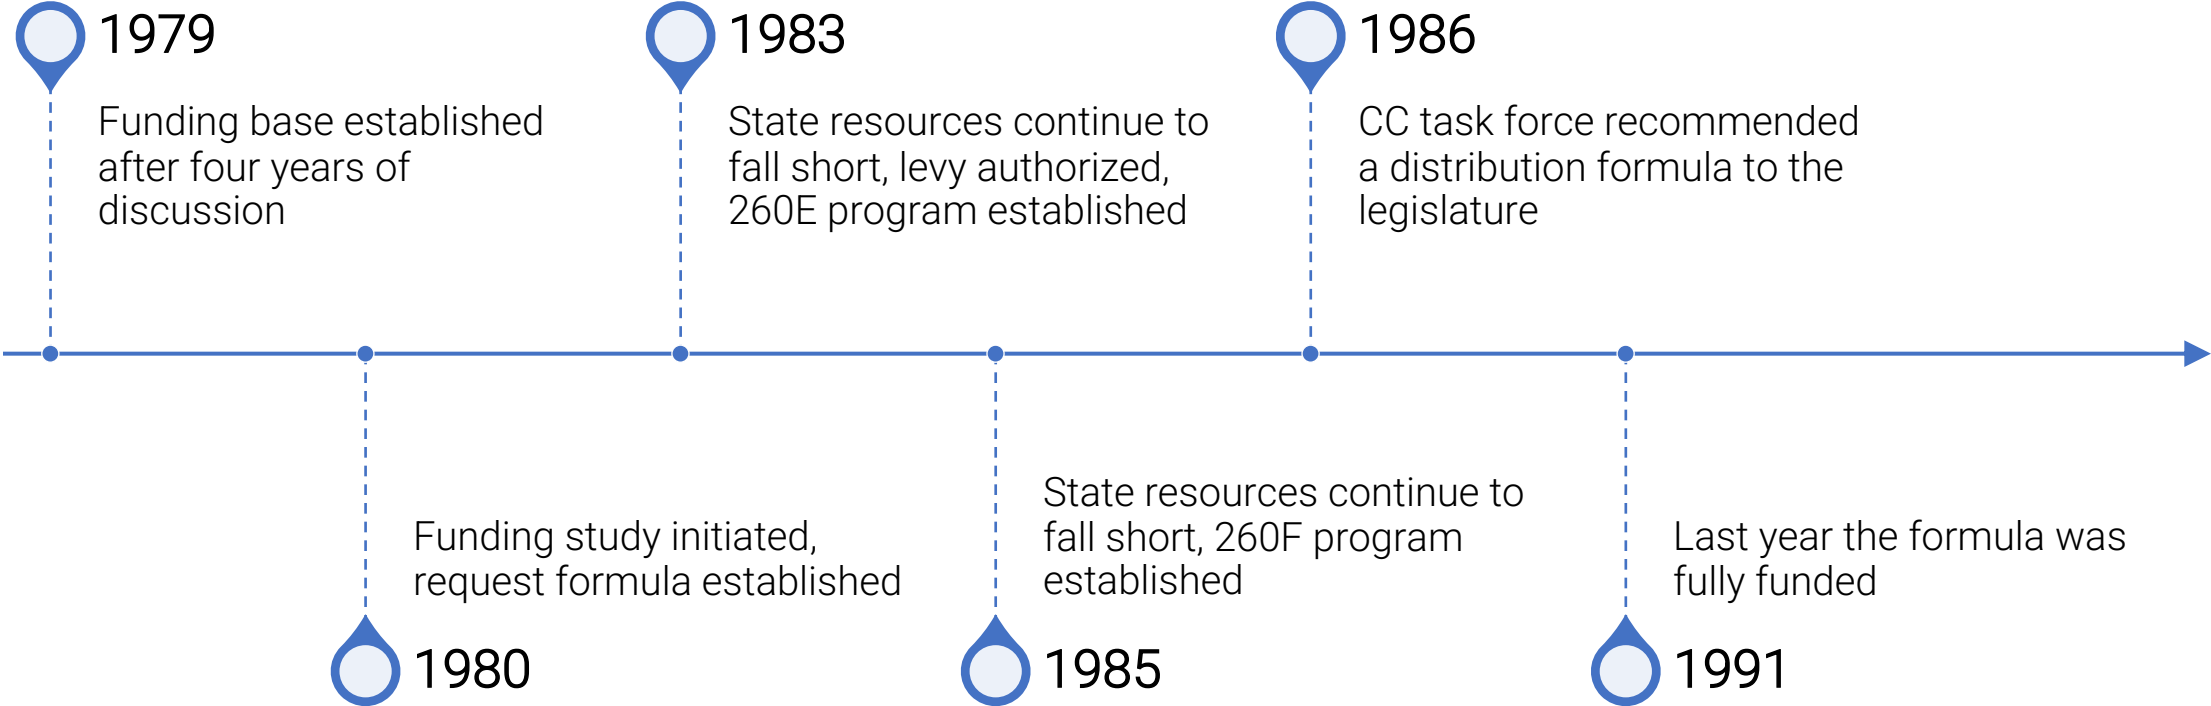 1979
Funding base established
after four years of
discussion
1983
State resources continue to
fall short, levy authorized,
260E program established
1986
CC task force recommended
a distribution formula to the
legislature
Funding study initiated,
request formula established
1980
State resources continue to
fall short, 260F program
established
1985
Last year the formula was
fully funded
1991